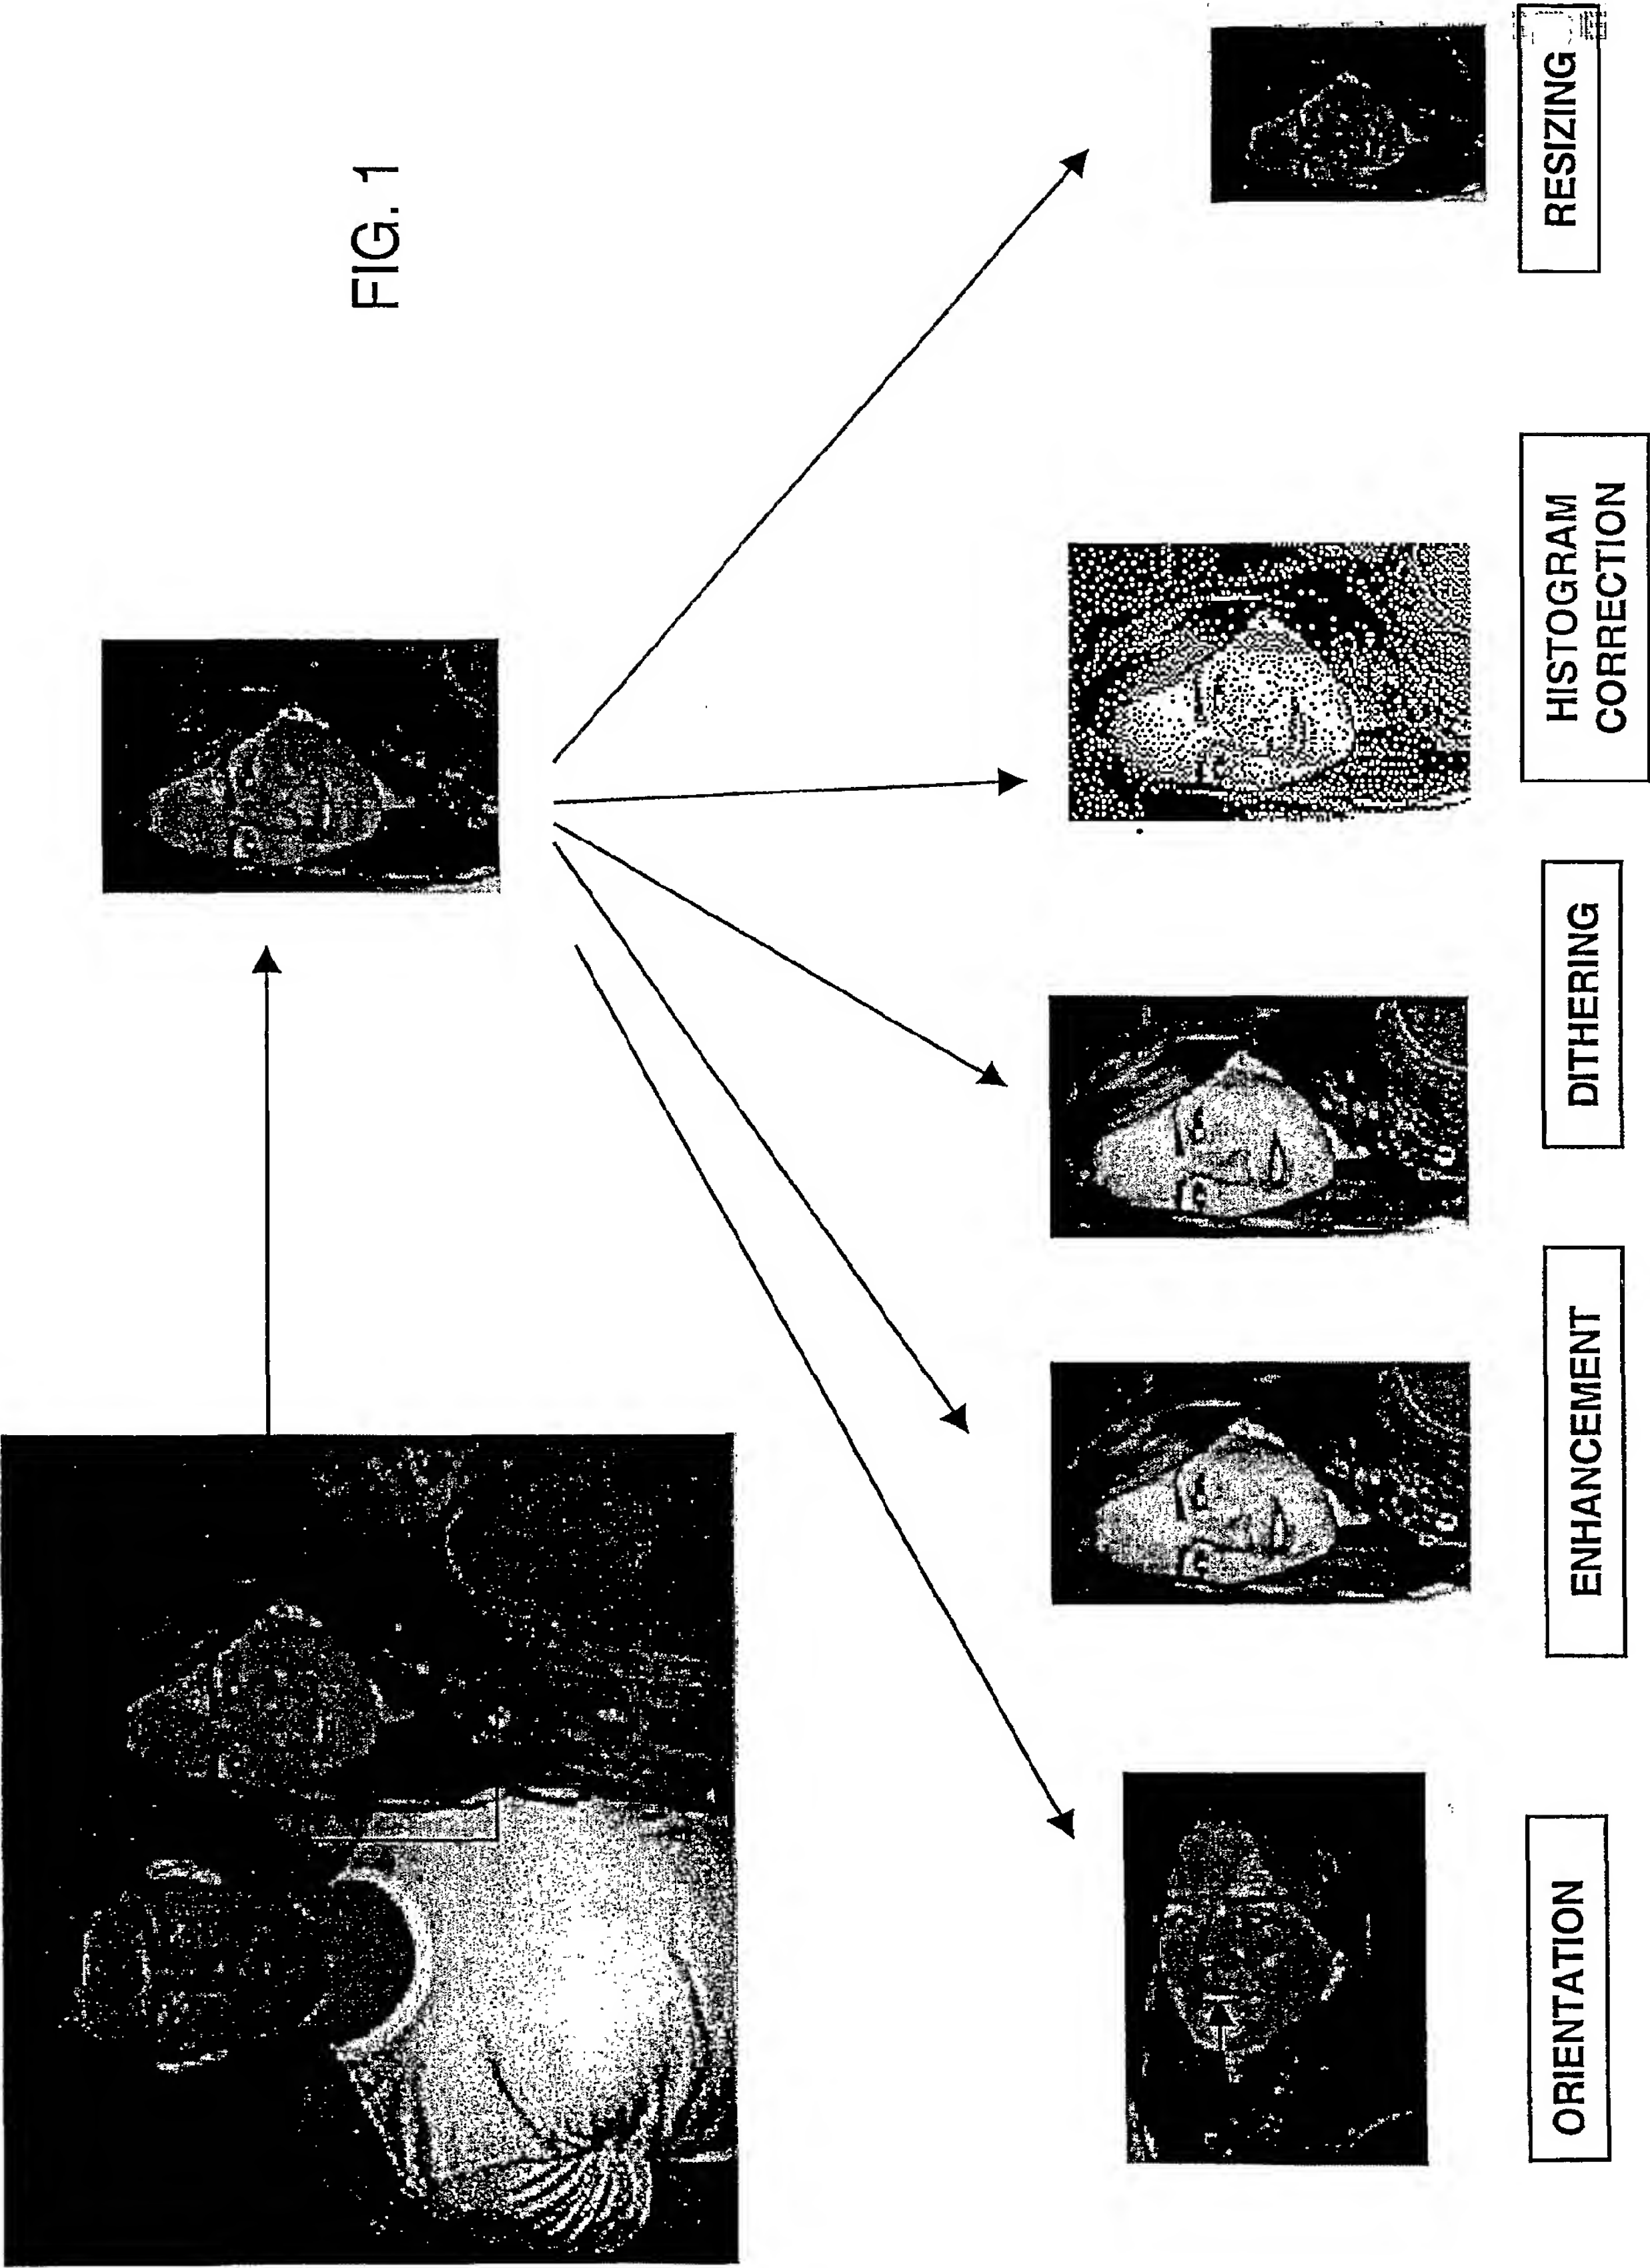 FIG. 1
ORIENTATION
ENHANCEMENT
DITHERING
HISTOGRAM
CORRECTION
RESIZING